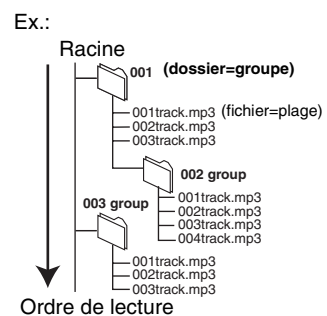 Ex.:
Racine
001 (dossier=groupe)
001track.mp3 (fichier=plage)
002track.mp3
003track.mp3
002 group
001track.mp3
002track.mp3
003track.mp3
004track.mp3
003 group
001track.mp3
002track.mp3
003track.mp3
Ordre de lecture